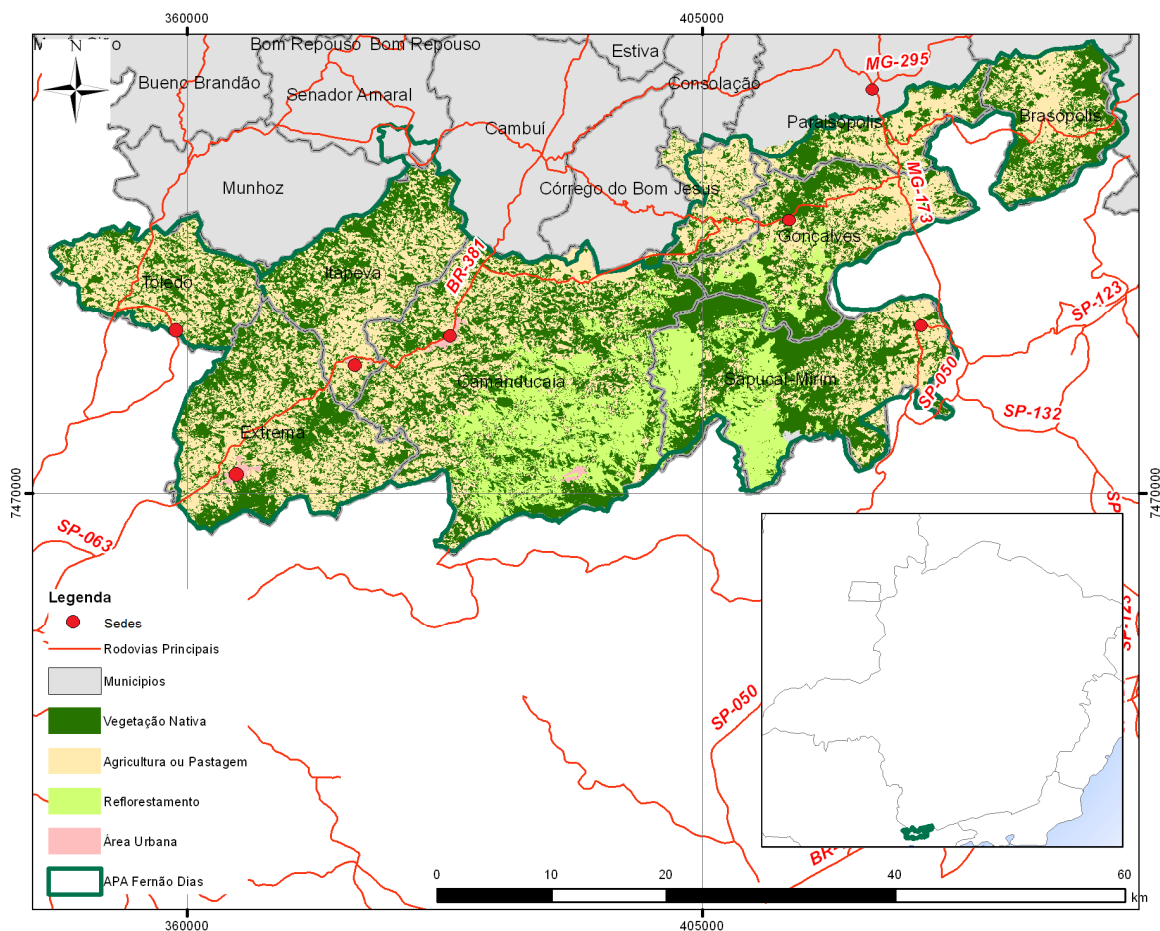 360000
405000
N
Bom Repouso
Bom Repouso
Estiva
MG-295
Bueno Brandão
Senador Amaral
Consolação
Cambuí
Paraisópolis
Brasópolis
Munhoz
Córrego do Bom Jesus
MG-173
Gonçalves
Toledo
Itapeva
BR-381
SP-123
Camanducaia
Sapucaí-Mirim
SP-050
SP-132
Extrema
7470000
7470000
SP-063
Legenda
Sedes
Rodovias Principais
Municipios
Vegetação Nativa
Agricultura ou Pastagem
Reflorestamento
Área Urbana
APA Fernão Dias
SP-123
SP-050
0
10
20
40
60
km
360000
405000